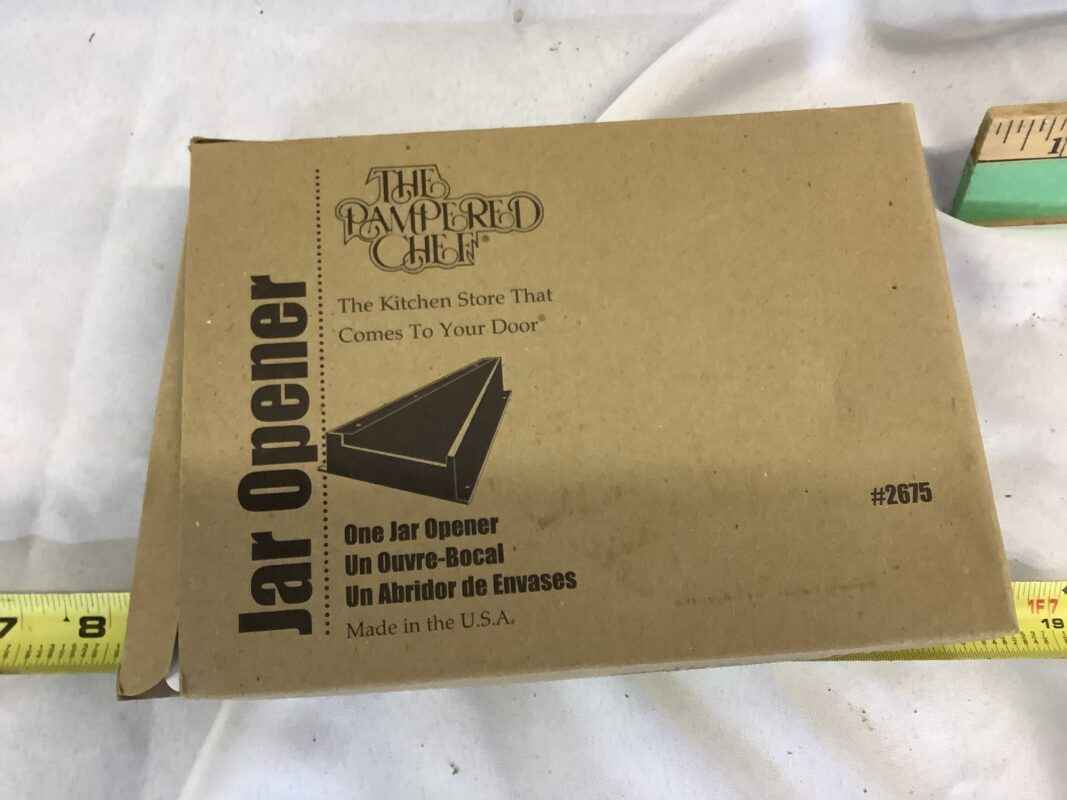 Jar Opener
THE
PAMPERED
CHEF®
The Kitchen Store That
Comes To Your Door®
One Jar Opener
Un Ouvre-Bocal
Un Abridor de Envases
Made in the U.S.A.
#2675
1
7 8
1F7
19